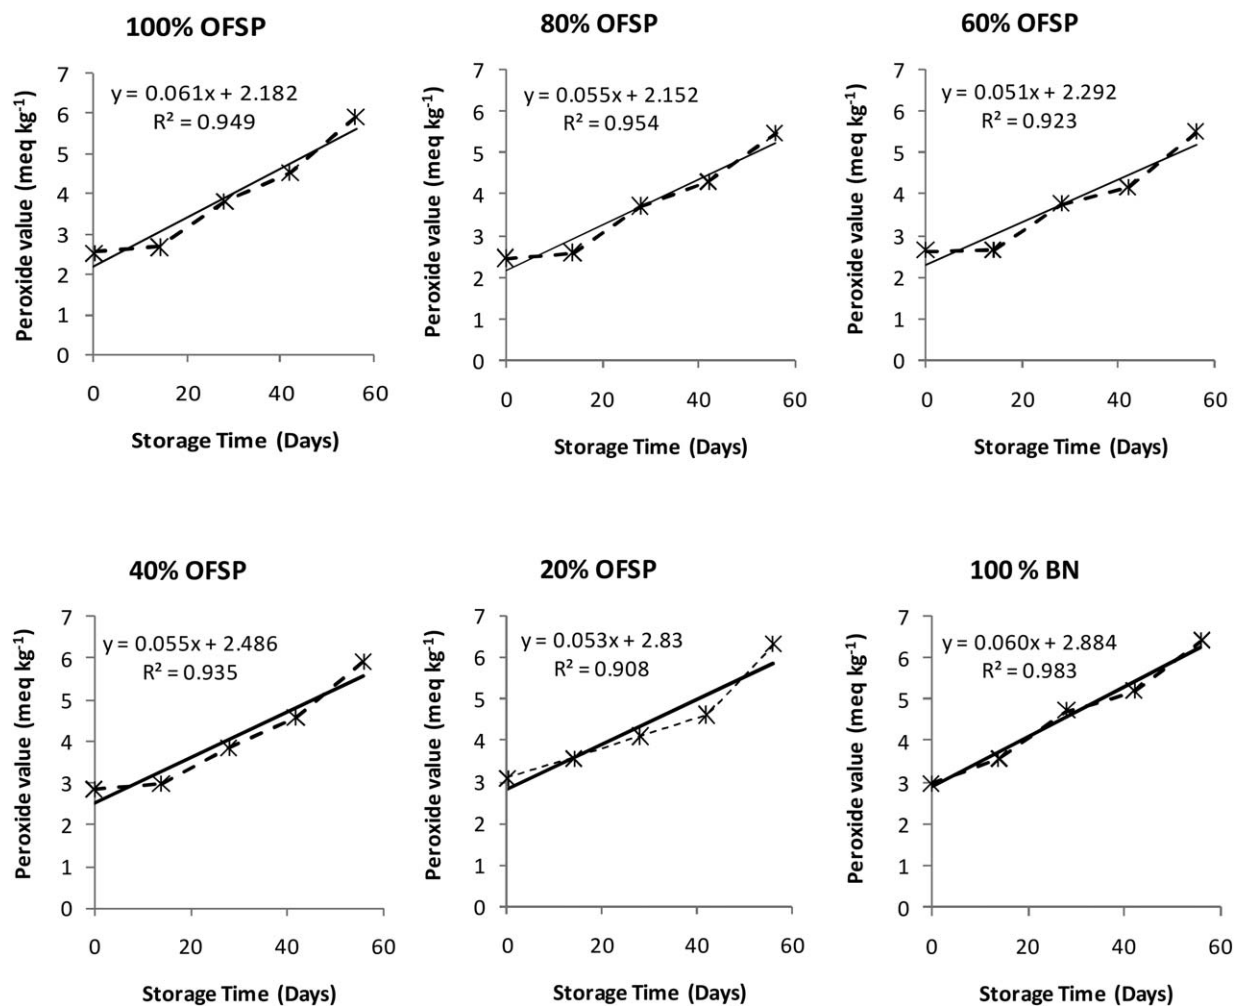 100% OFSP
80% OFSP
60% OFSP
Peroxide value (meq kg⁻¹)
7
6
5
4
3
2
1
0
y = 0.061x + 2.182
R² = 0.949
0 20 40 60
Storage Time (Days)
Peroxide value (meq kg⁻¹)
7
6
5
4
3
2
1
0
y = 0.055x + 2.152
R² = 0.954
0 20 40 60
Storage Time (Days)
Peroxide value (meq kg⁻¹)
7
6
5
4
3
2
1
0
y = 0.051x + 2.292
R² = 0.923
0 20 40 60
Storage Time (Days)
40% OFSP
20% OFSP
100 % BN
Peroxide value (meq kg⁻¹)
7
6
5
4
3
2
1
0
y = 0.055x + 2.486
R² = 0.935
0 20 40 60
Storage Time (Days)
Peroxide value (meq kg⁻¹)
7
6
5
4
3
2
1
0
y = 0.053x + 2.83
R² = 0.908
0 20 40 60
Storage Time (Days)
Peroxide value (meq kg⁻¹)
7
6
5
4
3
2
1
0
y = 0.060x + 2.884
R² = 0.983
0 20 40 60
Storage Time (Days)